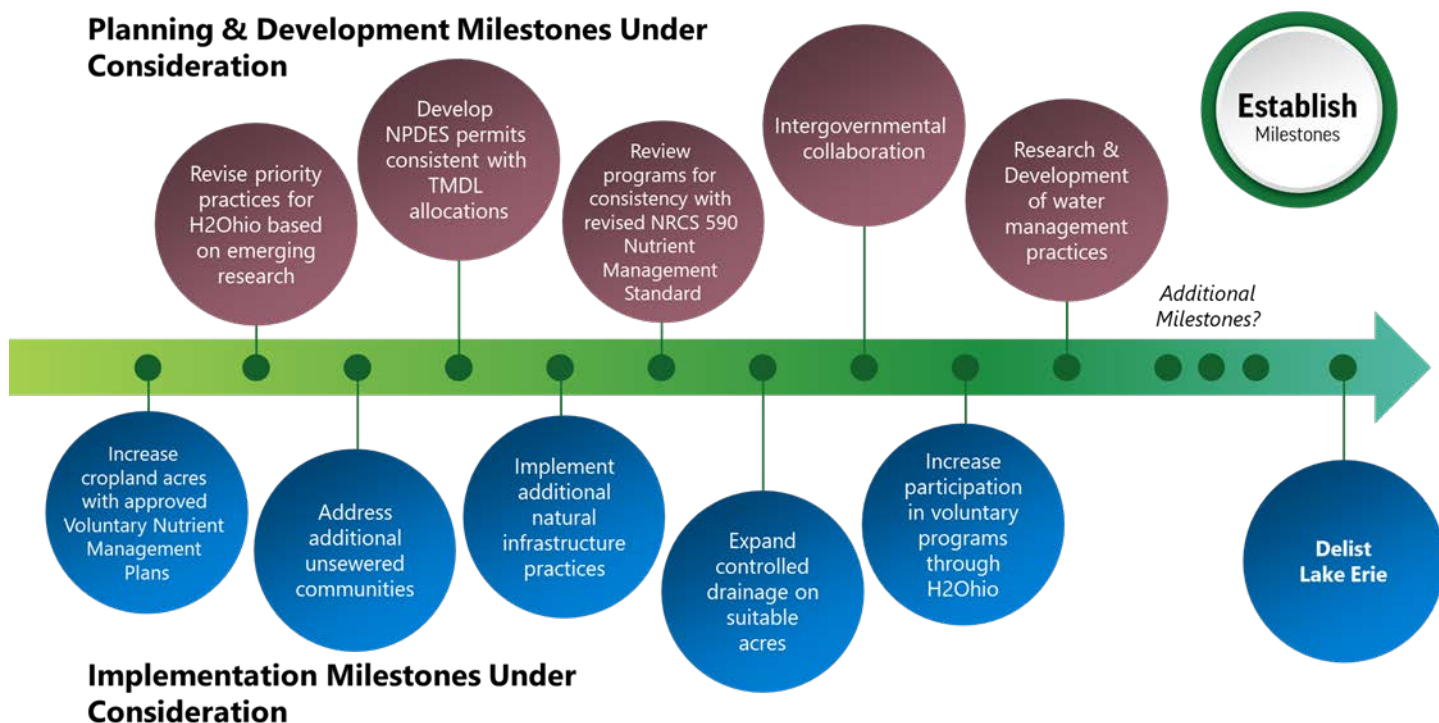 Planning & Development Milestones Under
Consideration
Revise priority
practices for
H2Ohio based
on emerging
research
Develop
NPDES permits
consistent with
TMDL
allocations
Review
programs for
consistency with
revised NRCS 590
Nutrient
Management
Standard
Intergovernmental
collaboration
Research &
Development
of water
management
practices
Establish
Milestones
Additional
Milestones?
Increase
cropland acres
with approved
Voluntary Nutrient
Management
Plans
Address
additional
unsewered
communities
Implement
additional
natural
infrastructure
practices
Expand
controlled
drainage on
suitable
acres
Increase
participation
in voluntary
programs
through
H2Ohio
Delist
Lake Erie
Implementation Milestones Under
Consideration